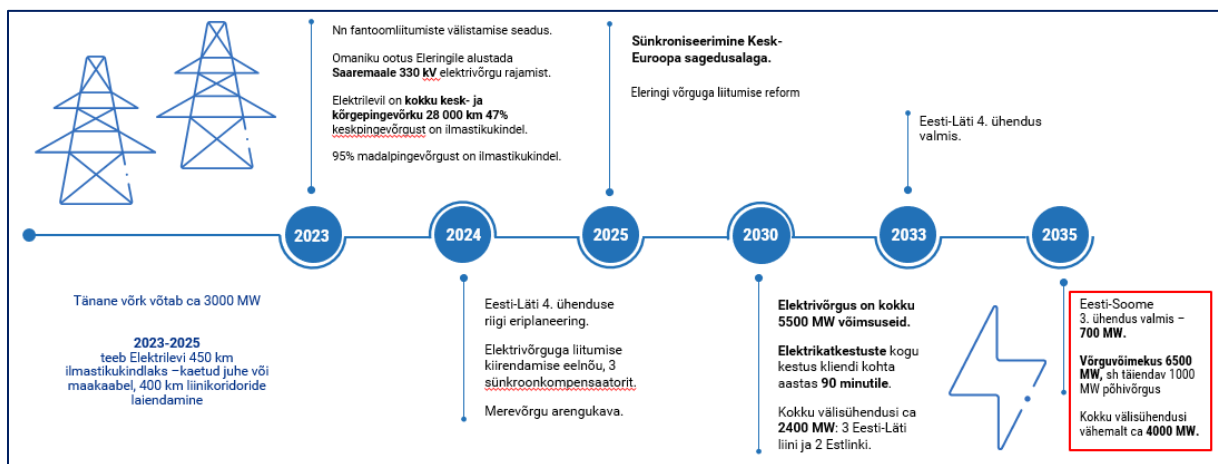 Nn fantoomliitumiste välistamise seadus.
Omaniku ootus Eleringile alustada
Saaremaale 330 kV elektrivõrgu rajamist.
Elektrilevil on kokku kesk- ja
kõrgepingevõrku 28 000 km 47%
keskpingevõrgust on ilmastikukindel.
95% madalpingevõrgust on ilmastikukindel.
Sünkroniseerimine Kesk-
Euroopa sagedusalaga.
Eleringi võrguga liitumise reform
Eesti-Läti 4. ühendus
valmis.
2023
2024
2025
2030
2033
2035
Tänane võrk võtab ca 3000 MW
2023-2025
teeb Elektrilevi 450 km
ilmastikukindlaks –kaetud juhe või
maakaabel, 400 km liinikoridoride
laiendamine
Eesti-Läti 4. ühenduse
riigi eriplaneering.
Elektrivõrguga liitumise
kiirendamise eelnõu, 3
sünkroonkompensaatorit.
Merevõrgu arengukava.
Elektrivõrgus on kokku
5500 MW võimsuseid.
Elektrikatkestuste kogu
kestus kliendi kohta
aastas 90 minutile.
Kokku välisühendusi ca
2400 MW: 3 Eesti-Läti
liini ja 2 Estlinki.
Eesti-Soome
3. ühendus valmis –
700 MW.
Võrguvõimekus 6500
MW, sh täiendav 1000
MW põhivõrgus
Kokku välisühendusi
vähemalt ca 4000 MW.